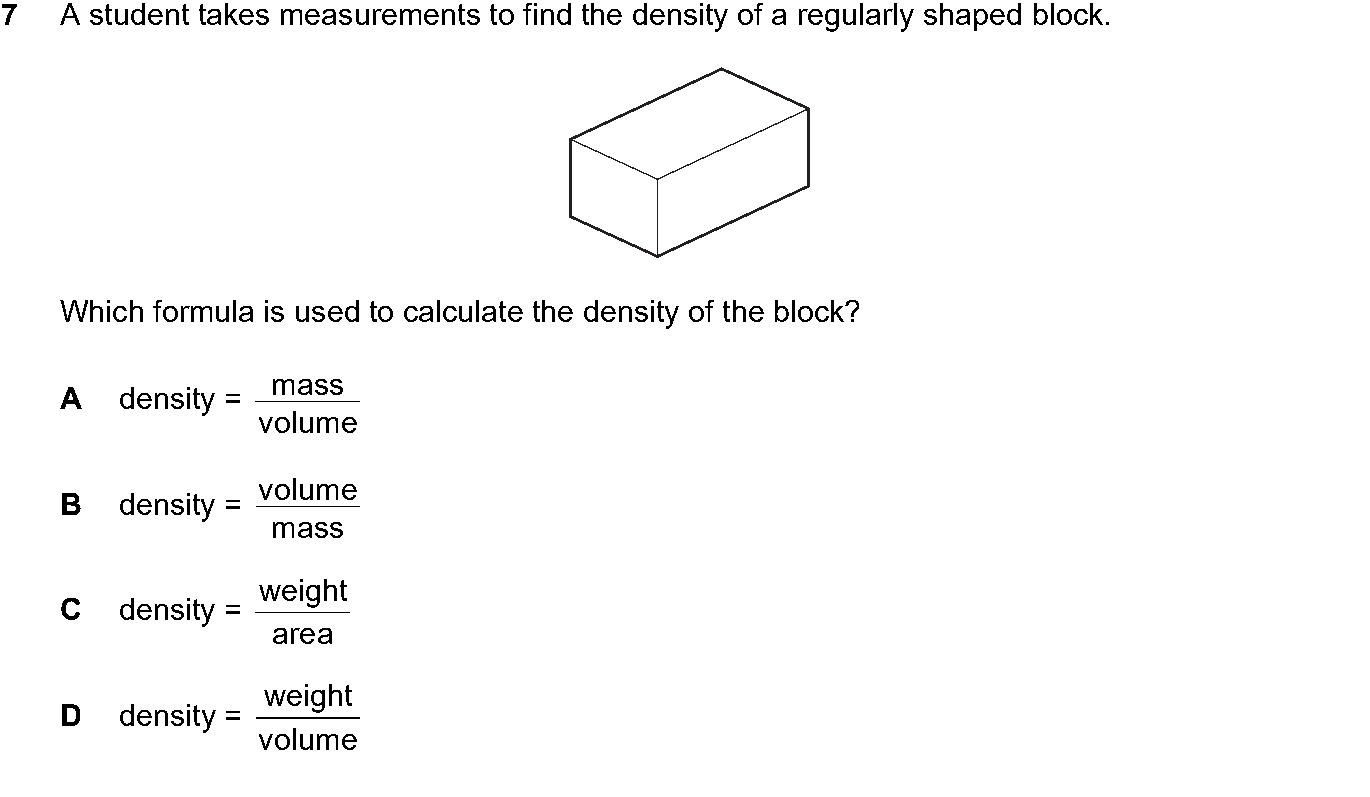 7 A student takes measurements to find the density of a regularly shaped block.
Which formula is used to calculate the density of the block?
A density = mass
volume
B density = volume
mass
C density = weight
area
D density = weight
volume